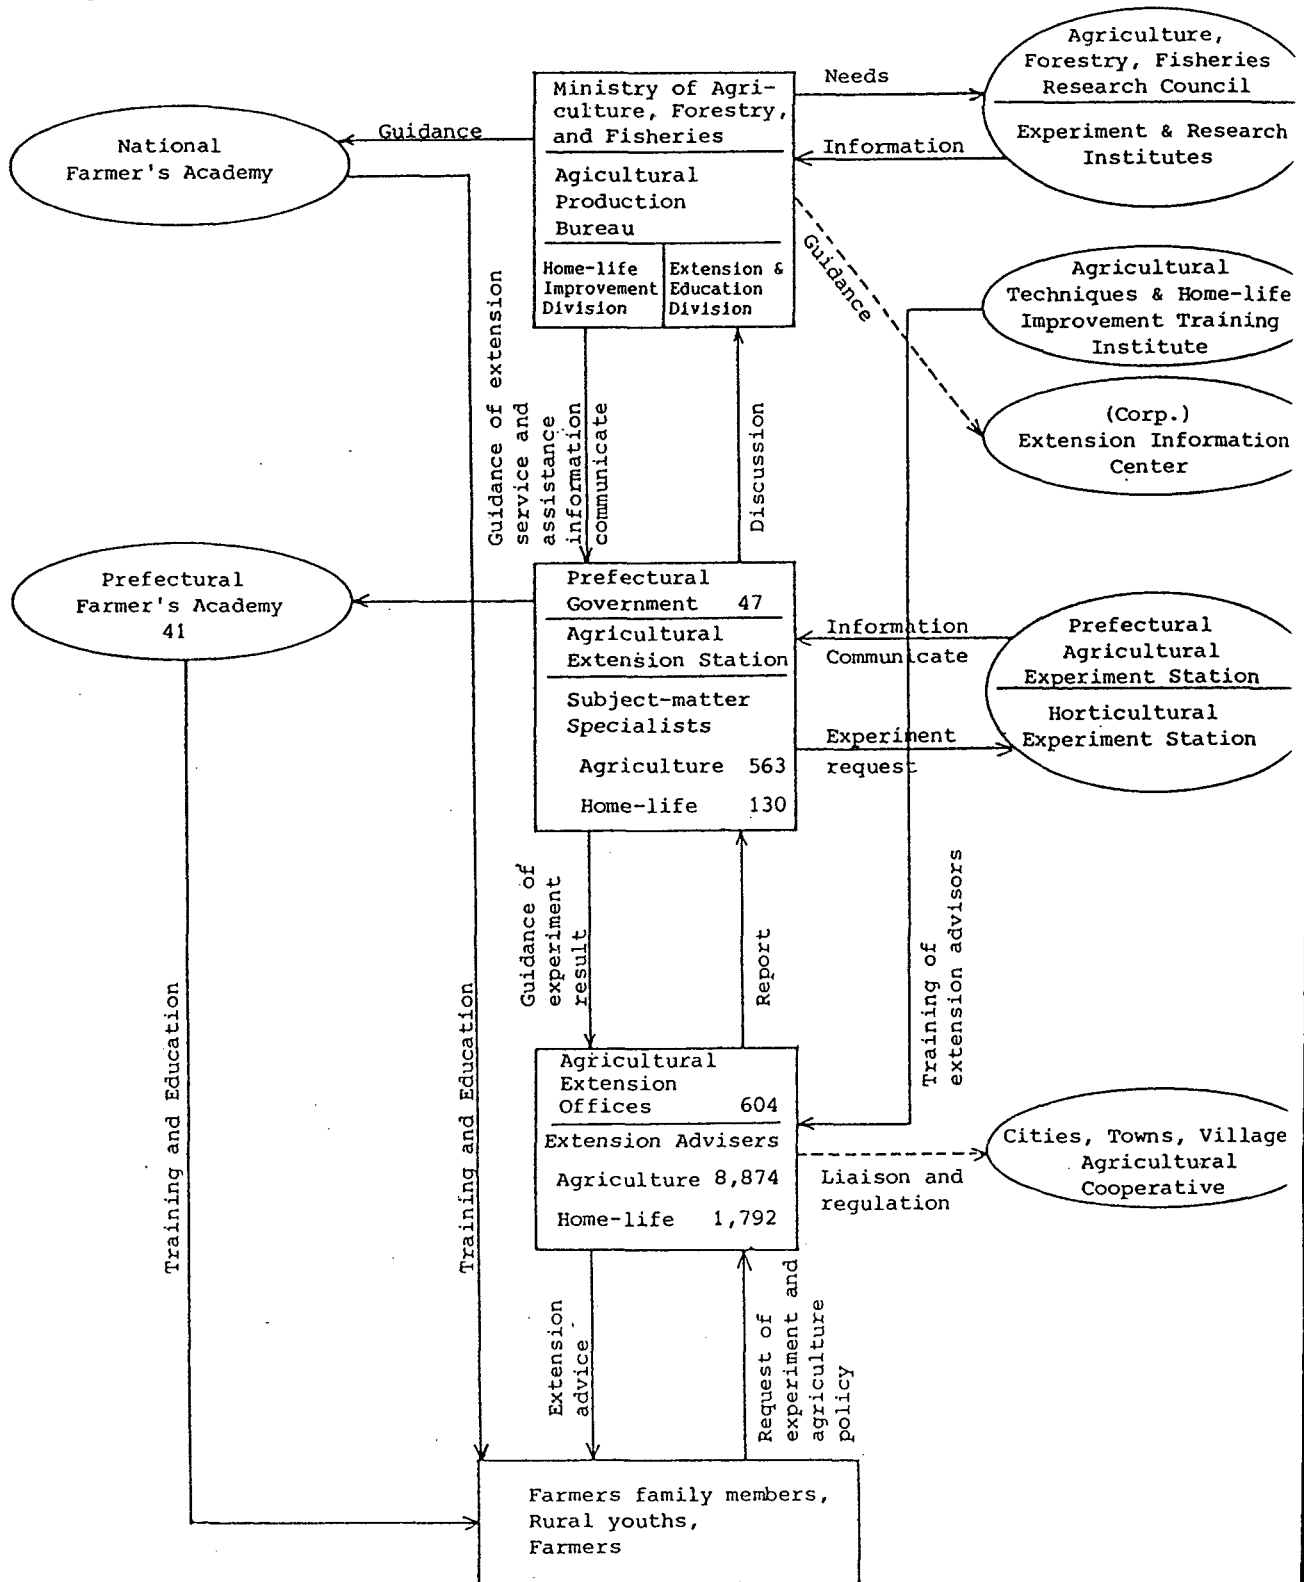 Agriculture,
Forestry, Fisheries
Research Council
Experiment & Research
Institutes
Needs
Information
Ministry of Agri-
culture, Forestry,
and Fisheries
Agicultural
Production
Bureau
Home-life
Improvement
Division
Extension &
Education
Division
Guidance
National
Farmer's Academy
Guidance
Agricultural
Techniques & Home-life
Improvement Training
Institute
(Corp.)
Extension Information
Center
Guidance of extension
service and
assistance
information
communicate
Discussion
Prefectural
Farmer's Academy
41
Prefectural
Government 47
Agricultural
Extension Station
Subject-matter
Specialists
Agriculture 563
Home-life 130
Information
Communicate
Experiment
request
Prefectural
Agricultural
Experiment Station
Horticultural
Experiment Station
Guidance of
experiment
result
Report
Training of
extension advisors
Training and Education
Training and Education
Agricultural
Extension
Offices 604
Extension Advisers
Agriculture 8,874
Home-life 1,792
Liaison and
regulation
Cities, Towns, Village
Agricultural
Cooperative
Extension
advice
Request of
experiment and
agriculture
policy
Farmers family members,
Rural youths,
Farmers